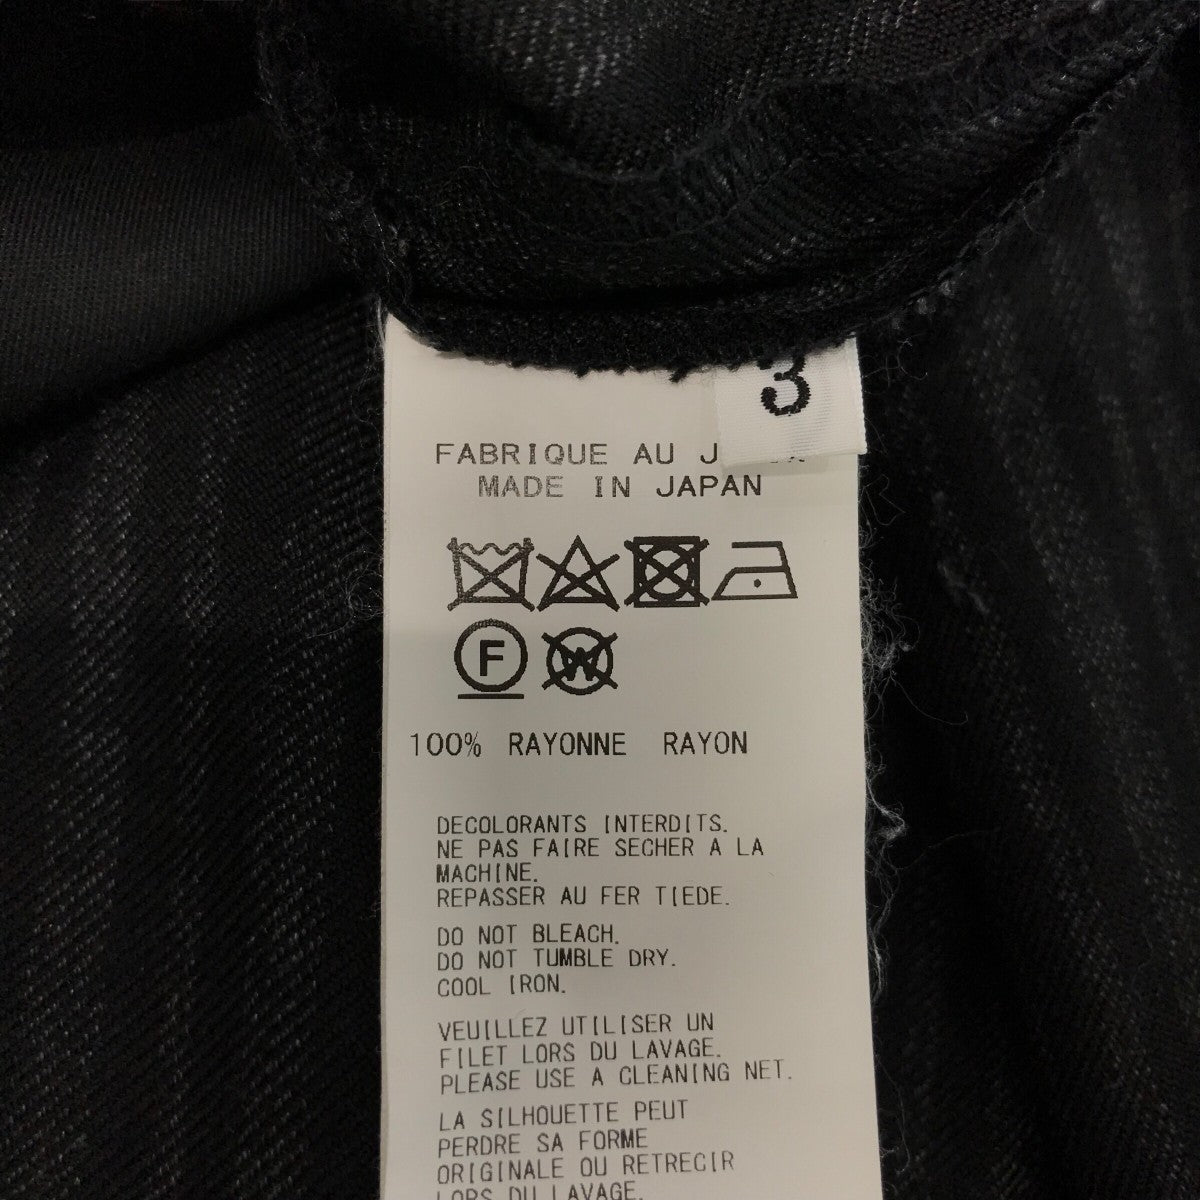 3
FABRIQUE AU
MADE IN JAPAN
F W
100% RAYONNE RAYON
DECOLORANTS INTERDITS.
NE PAS FAIRE SECHER A LA
MACHINE.
REPASSER AU FER TIEDE.
DO NOT BLEACH.
DO NOT TUMBLE DRY.
COOL IRON.
VEUILLEZ UTILISER UN
FILET LORS DU LAVAGE.
PLEASE USE A CLEANING NET.
LA SILHOUETTE PEUT
PERDRE SA FORME
ORIGINALE OU RETRECIR
LORS DU LAVAGE.